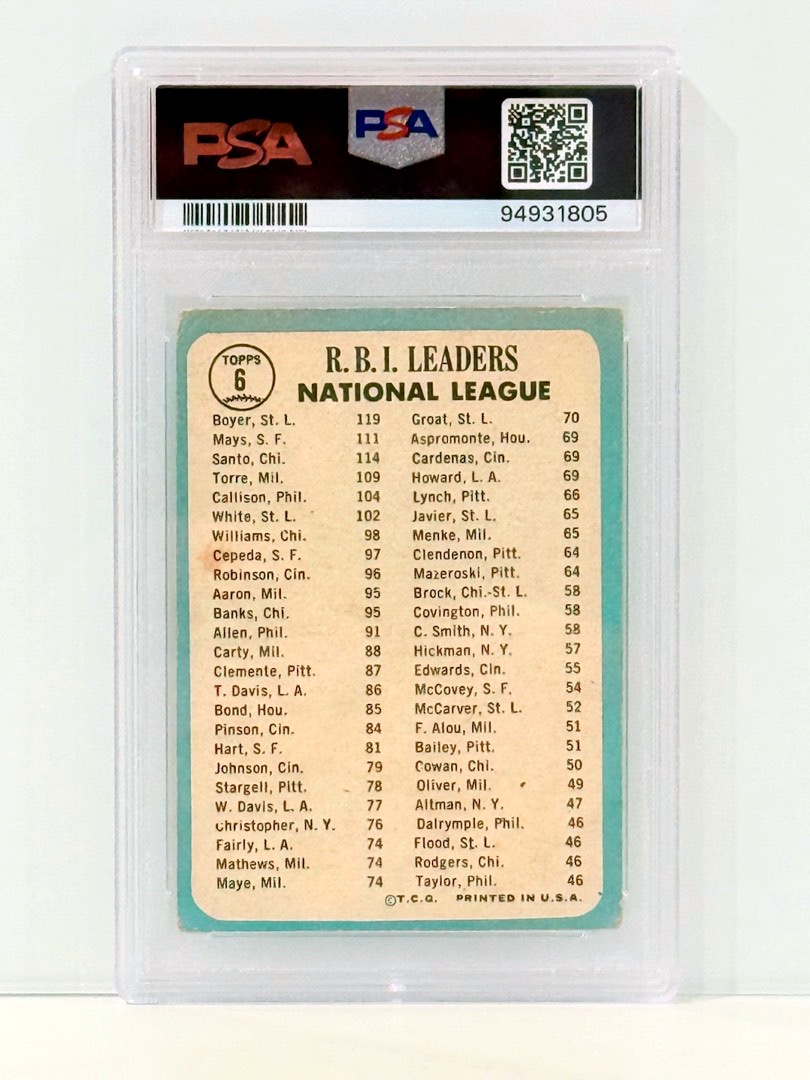 PSA
PSA
94931805
TOPPS
6
R. B. I. LEADERS
NATIONAL LEAGUE
Boyer, St. L. 119
Mays, S. F. 111
Santo, Chi. 114
Torre, Mil. 109
Callison, Phil. 104
White, St. L. 102
Williams, Chi. 98
Cepeda, S. F. 97
Robinson, Cin. 96
Aaron, Mil. 95
Banks, Chi. 95
Allen, Phil. 91
Carty, Mil. 88
Clemente, Pitt. 87
T. Davis, L. A. 86
Bond, Hou. 85
Pinson, Cin. 84
Hart, S. F. 81
Johnson, Cin. 79
Stargell, Pitt. 78
W. Davis, L. A. 77
Christopher, N. Y. 76
Fairly, L. A. 74
Mathews, Mil. 74
Maye, Mil. 74
Groat, St. L. 70
Aspromonte, Hou. 69
Cardenas, Cin. 69
Howard, L. A. 69
Lynch, Pitt. 66
Javier, St. L. 65
Menke, Mil. 65
Clendenon, Pitt. 64
Mazeroski, Pitt. 64
Brock, Chi.-St. L. 58
Covington, Phil. 58
C. Smith, N. Y. 58
Hickman, N. Y. 57
Edwards, Cin. 55
McCovey, S. F. 54
McCarver, St. L. 52
F. Alou, Mil. 51
Bailey, Pitt. 51
Cowan, Chi. 50
Oliver, Mil. 49
Altman, N. Y. 47
Dalrymple, Phil. 46
Flood, St. L. 46
Rodgers, Chi. 46
Taylor, Phil. 46
©T.C.G. PRINTED IN U.S.A.